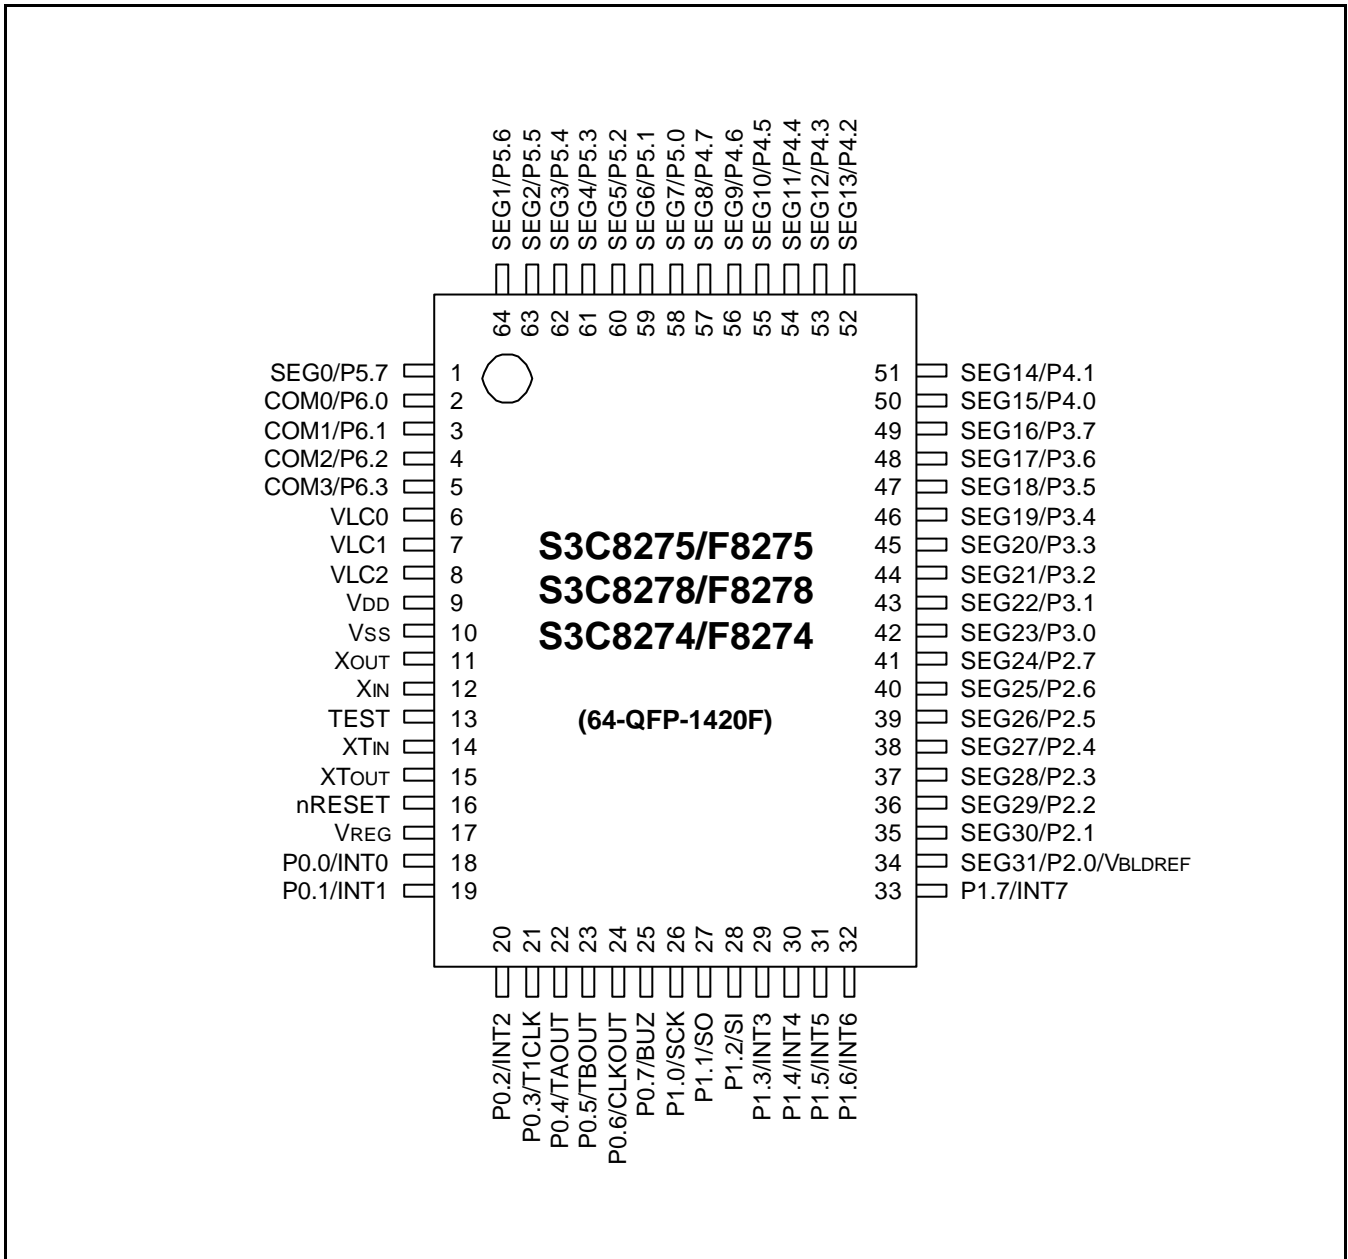 SEG1/P5.6
SEG2/P5.5
SEG3/P5.4
SEG4/P5.3
SEG5/P5.2
SEG6/P5.1
SEG7/P5.0
SEG8/P4.7
SEG9/P4.6
SEG10/P4.5
SEG11/P4.4
SEG12/P4.3
SEG13/P4.2
64 63 62 61 60 59 58 57 56 55 54 53 52
SEG0/P5.7 1
COM0/P6.0 2
COM1/P6.1 3
COM2/P6.2 4
COM3/P6.3 5
VLC0 6
VLC1 7
VLC2 8
VDD 9
VSS 10
XOUT 11
XIN 12
TEST 13
XTIN 14
XTOUT 15
nRESET 16
VREG 17
P0.0/INT0 18
P0.1/INT1 19
S3C8275/F8275
S3C8278/F8278
S3C8274/F8274
(64-QFP-1420F)
51 SEG14/P4.1
50 SEG15/P4.0
49 SEG16/P3.7
48 SEG17/P3.6
47 SEG18/P3.5
46 SEG19/P3.4
45 SEG20/P3.3
44 SEG21/P3.2
43 SEG22/P3.1
42 SEG23/P3.0
41 SEG24/P2.7
40 SEG25/P2.6
39 SEG26/P2.5
38 SEG27/P2.4
37 SEG28/P2.3
36 SEG29/P2.2
35 SEG30/P2.1
34 SEG31/P2.0/VBLDREF
33 P1.7/INT7
20 21 22 23 24 25 26 27 28 29 30 31 32
P0.2/INT2
P0.3/T1CLK
P0.4/TAOUT
P0.5/TBOUT
P0.6/CLKOUT
P0.7/BUZ
P1.0/SCK
P1.1/SO
P1.2/SI
P1.3/INT3
P1.4/INT4
P1.5/INT5
P1.6/INT6